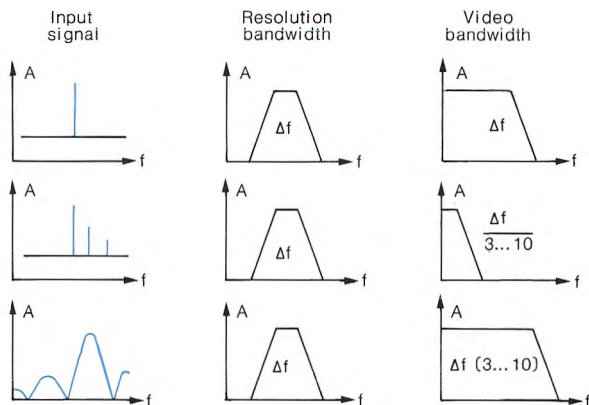 Input
signal
Resolution
bandwidth
Video
bandwidth
A
f
A
Δf
f
A
Δf
f
A
f
A
Δf
f
A
Δf
3...10
f
A
f
A
Δf
f
A
Δf (3...10)
f